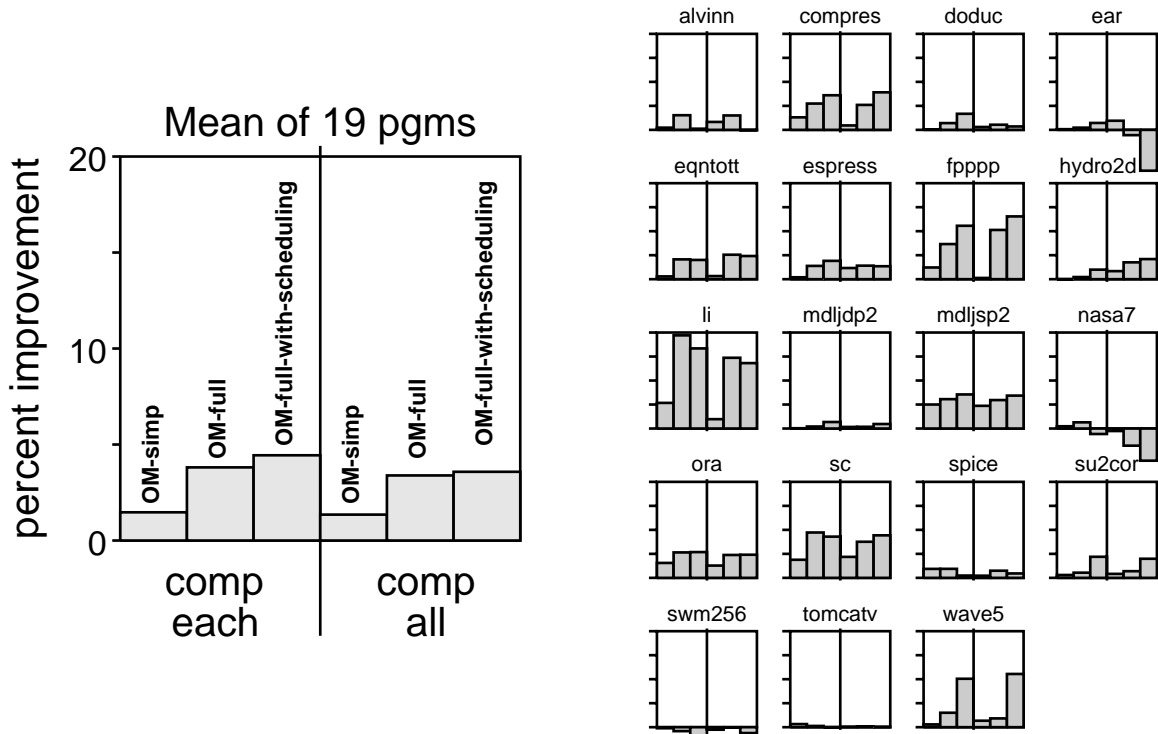 Mean of 19 pgms
percent improvement
20
10
0
OM-simp
OM-full
OM-full-with-scheduling
OM-simp
OM-full
OM-full-with-scheduling
comp
each
comp
all
alvinn compres doduc ear
eqntott espress fpppp hydro2d
li mdljdp2 mdljsp2 nasa7
ora sc spice su2cor
swm256 tomcatv wave5